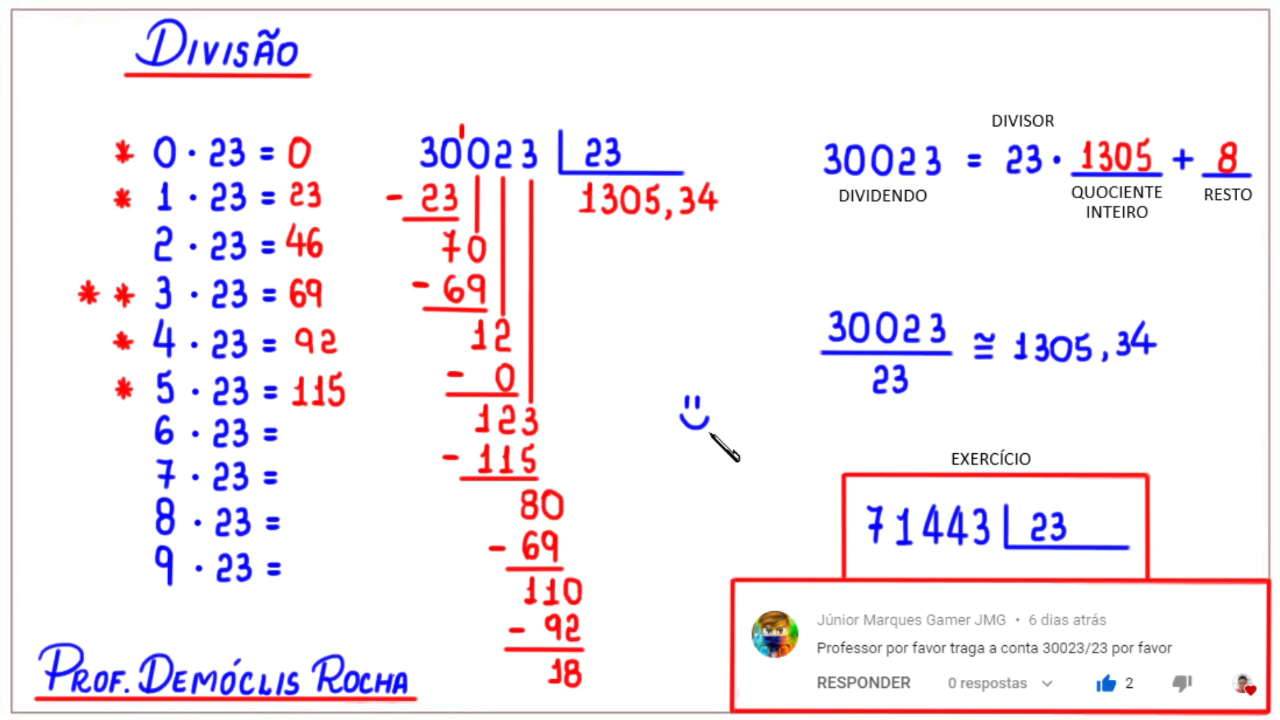 DIVISÃO
* 0 · 23 = 0
* 1 · 23 = 23
2 · 23 = 46
* * 3 · 23 = 69
* 4 · 23 = 92
* 5 · 23 = 115
6 · 23 =
7 · 23 =
8 · 23 =
9 · 23 =
PROF. DEMÓCLIS ROCHA
30023 23
- 23 1305,34
70
- 69
12
- 0
123
- 115
80
- 69
110
- 92
18
DIVISOR
30023 = 23 · 1305 + 8
DIVIDENDO QUOCIENTE INTEIRO RESTO
30023
23
≅ 1305,34
EXERCÍCIO
71443 23
Júnior Marques Gamer JMG • 6 dias atrás
Professor por favor traga a conta 30023/23 por favor
RESPONDER 0 respostas 2